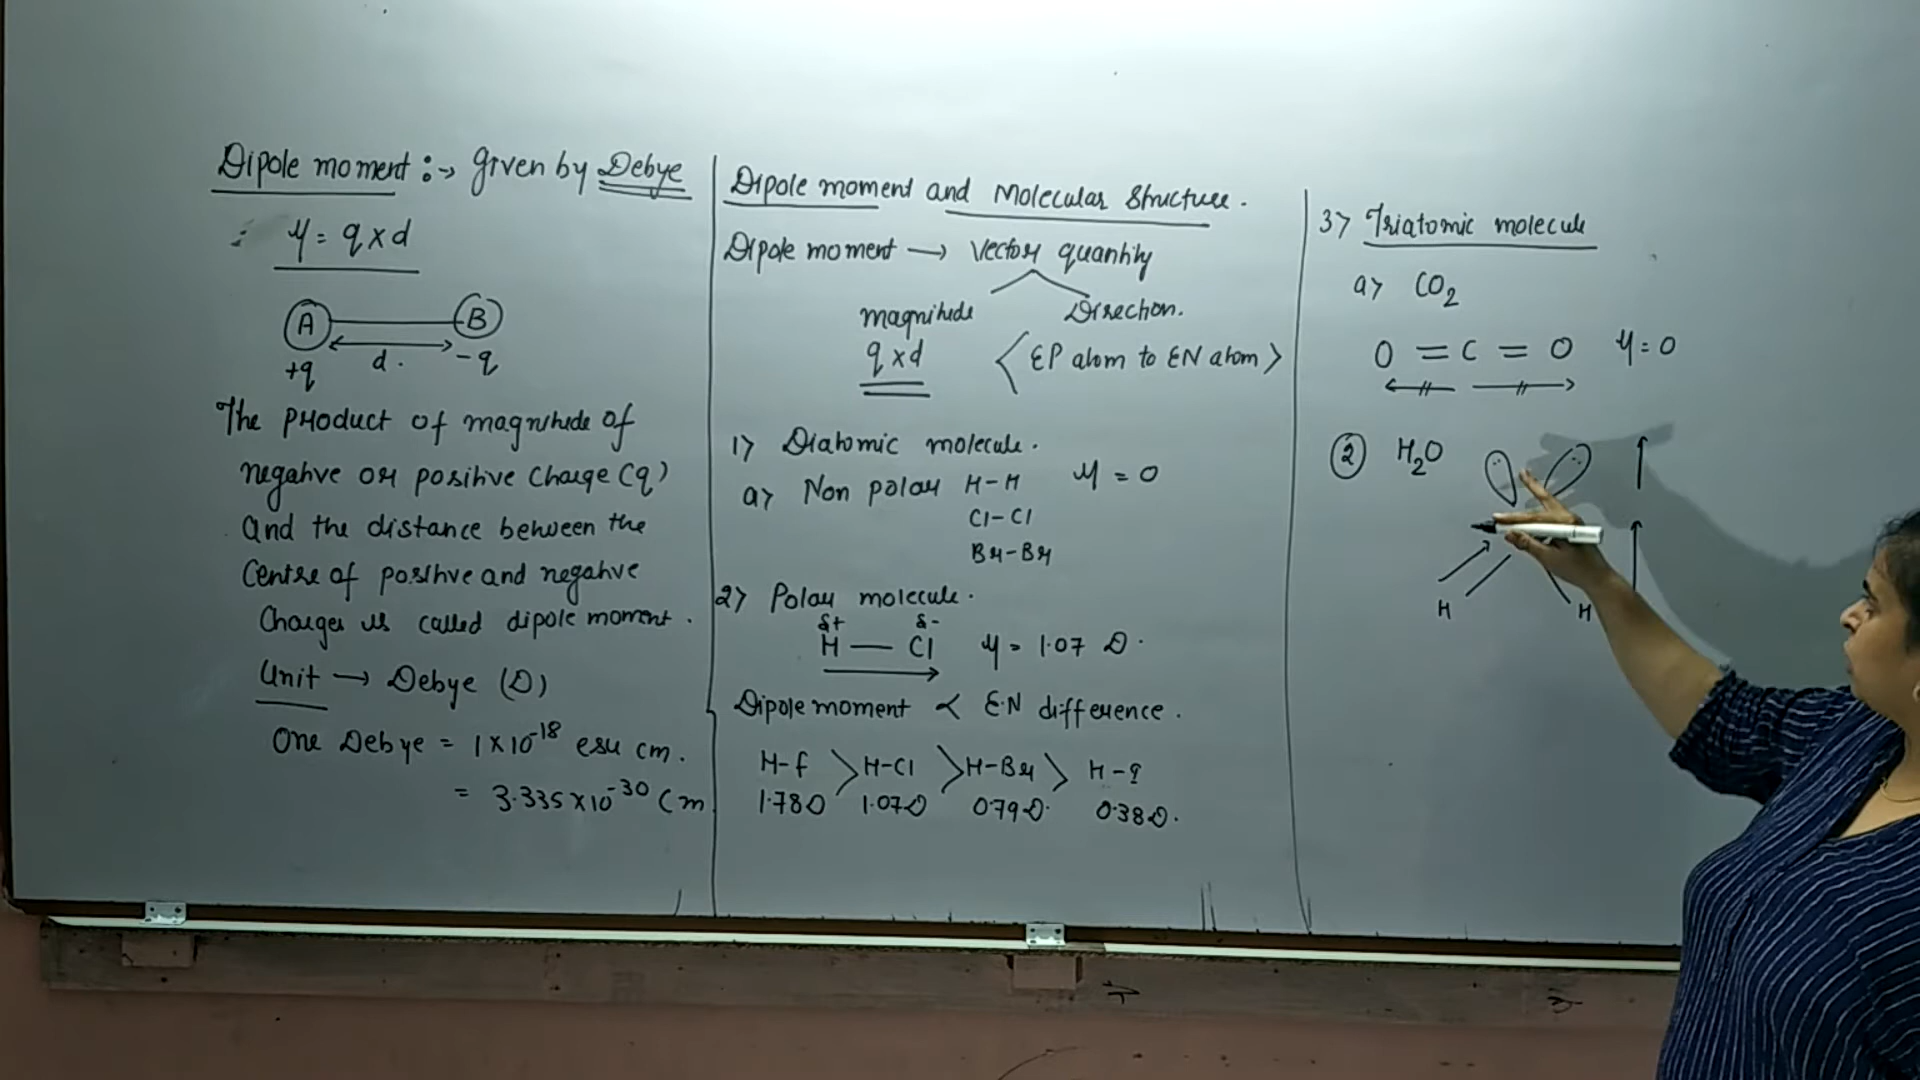 Dipole moment :→ given by Debye
μ = q x d
A B
+q d. -q
The product of magnitude of
negative or positive charge (q)
and the distance between the
centre of positive and negative
charges is called dipole moment.
Unit → Debye (D)
One Debye = 1 x 10⁻¹⁸ esu cm.
= 3.335 x 10⁻³⁰ C m
Dipole moment and Molecular Structure.
Dipole moment → Vector quantity
magnitude Direction.
q x d < EP atom to EN atom >
1> Diatomic molecule.
a> Non polar H-H μ = 0
Cl-Cl
Br-Br
2> Polar molecule.
δ+ δ-
H — Cl μ = 1.07 D.
Dipole moment ∝ E.N difference.
H-f > H-Cl > H-Br > H-I
1.78D 1.07D 0.79D. 0.38D.
3> Triatomic molecule
a> CO₂
O = C = O μ = 0
② H₂O
H H